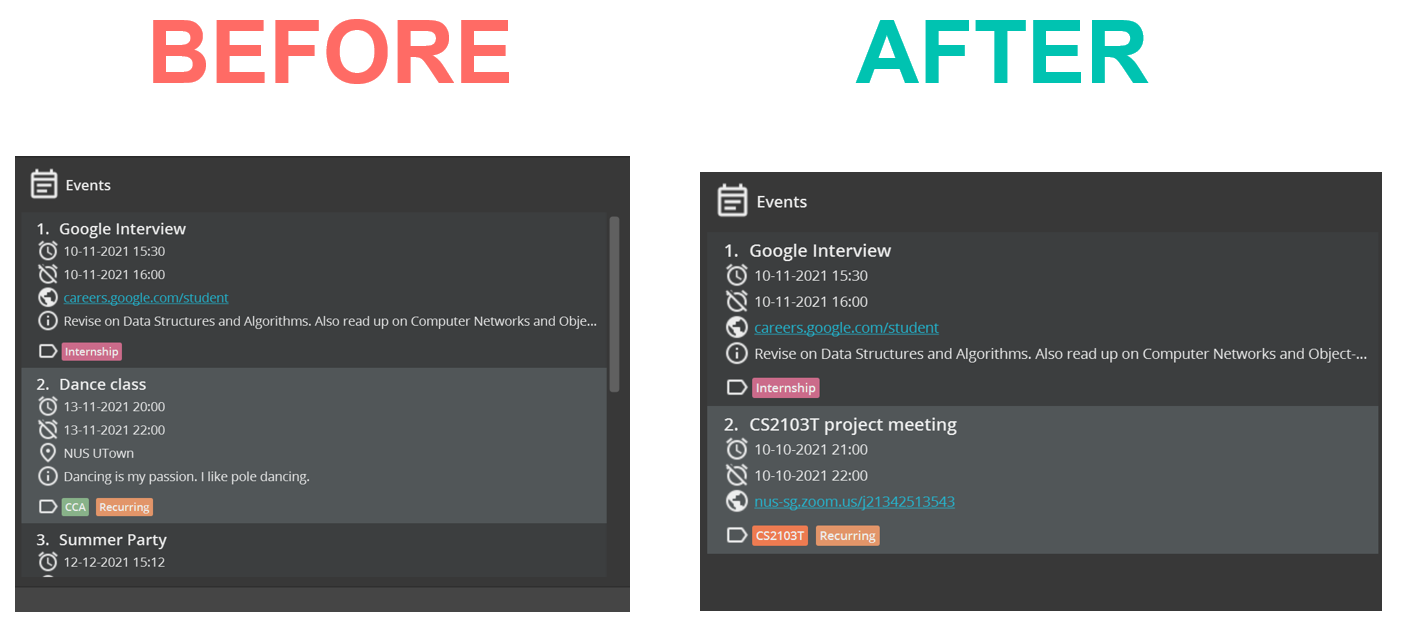 BEFORE
AFTER
Events
1. Google Interview
10-11-2021 15:30
10-11-2021 16:00
careers.google.com/student
Revise on Data Structures and Algorithms. Also read up on Computer Networks and Obje...
Internship
2. Dance class
13-11-2021 20:00
13-11-2021 22:00
NUS UTown
Dancing is my passion. I like pole dancing.
CCA Recurring
3. Summer Party
12-12-2021 15:12
Events
1. Google Interview
10-11-2021 15:30
10-11-2021 16:00
careers.google.com/student
Revise on Data Structures and Algorithms. Also read up on Computer Networks and Object-...
Internship
2. CS2103T project meeting
10-10-2021 21:00
10-10-2021 22:00
nus-sg.zoom.us/j21342513543
CS2103T Recurring